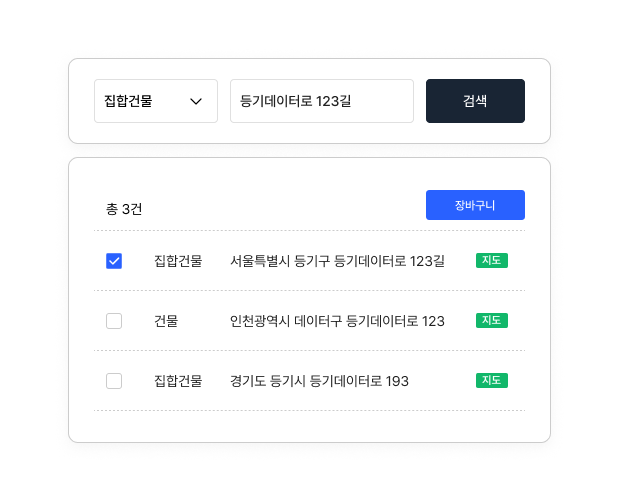 집합건물 등기데이터로 123길 검색
총 3건 장바구니
집합건물 서울특별시 등기구 등기데이터로 123길 지도
건물 인천광역시 데이터구 등기데이터로 123 지도
집합건물 경기도 등기시 등기데이터로 193 지도